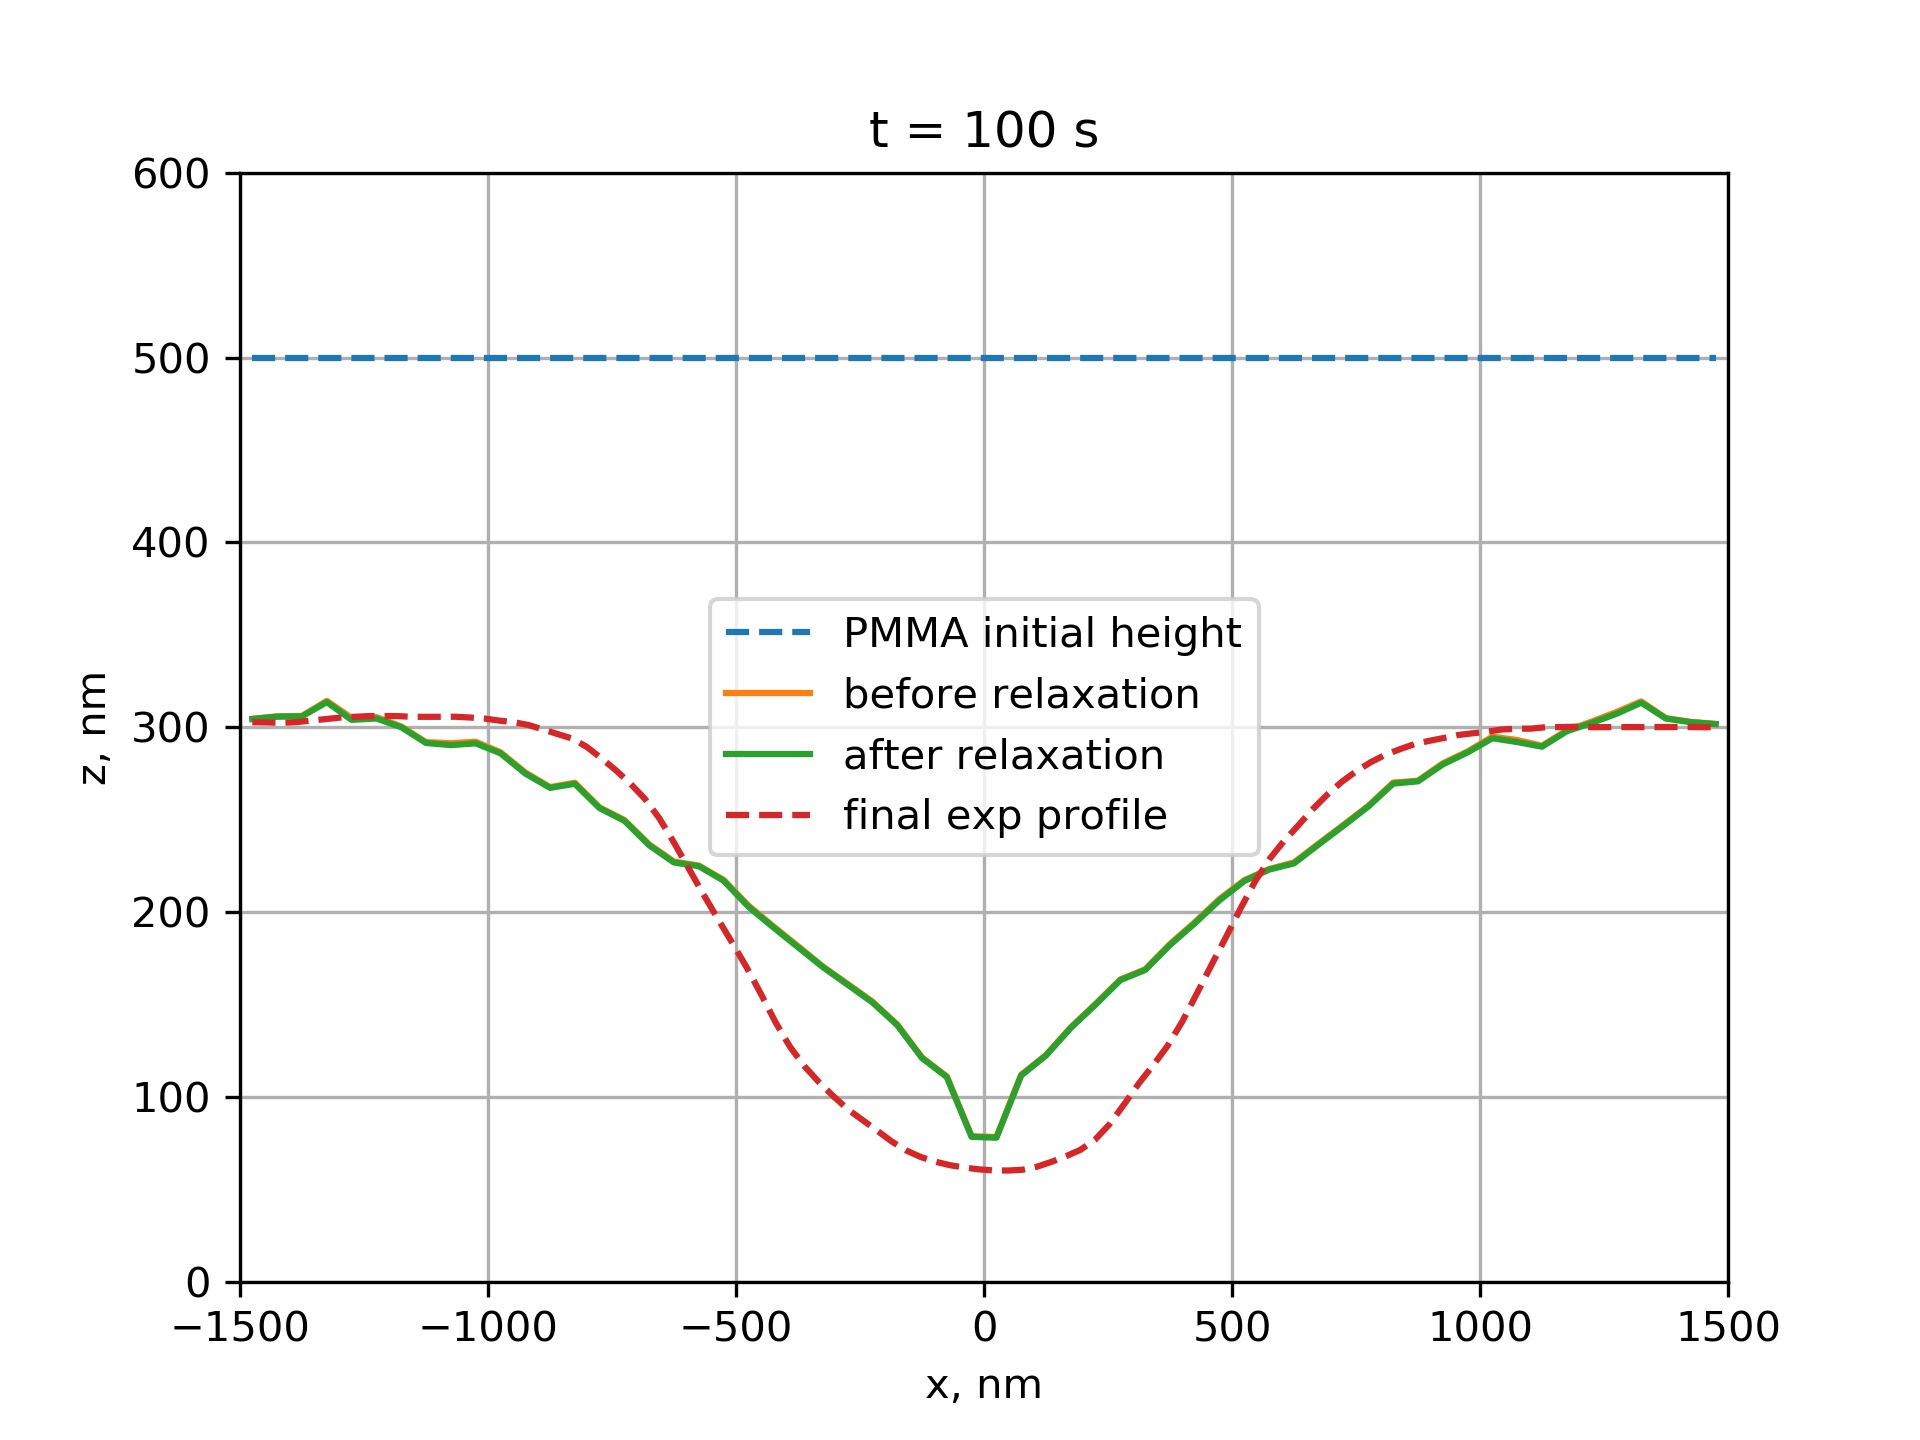 t = 100 s
600
500
400
300
200
100
0
z, nm
PMMA initial height
before relaxation
after relaxation
final exp profile
−1500
−1000
−500
0
500
1000
1500
x, nm